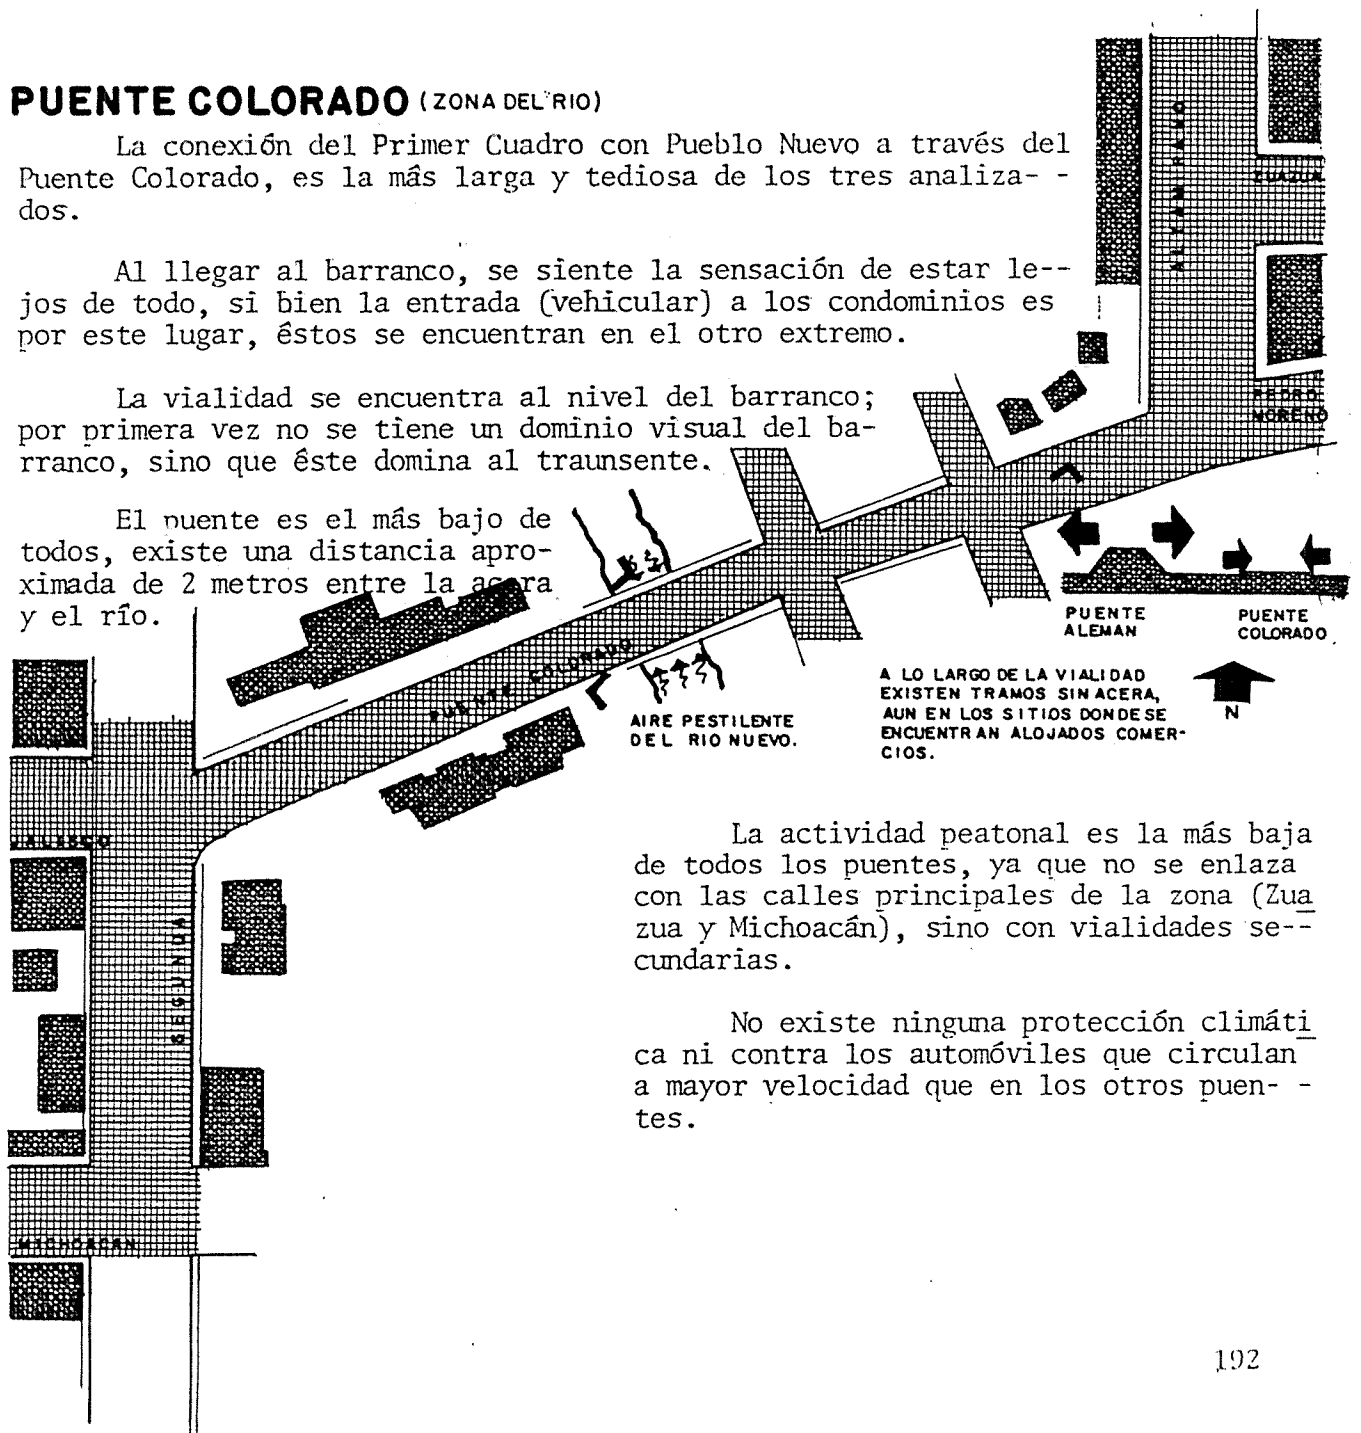 PUENTE COLORADO (ZONA DEL RIO)
La conexión del Primer Cuadro con Pueblo Nuevo a través del
Puente Colorado, es la más larga y tediosa de los tres analiza- -
dos.
Al llegar al barranco, se siente la sensación de estar le--
jos de todo, si bien la entrada (vehicular) a los condominios es
por este lugar, éstos se encuentran en el otro extremo.
La vialidad se encuentra al nivel del barranco;
por primera vez no se tiene un dominio visual del ba-
rranco, sino que éste domina al traunsente.
El puente es el más bajo de
todos, existe una distancia apro-
ximada de 2 metros entre la acera
y el río.
ALTAMIRANO
ZUAZUA
PEDRO
MORENO
PUENTE
ALEMAN
PUENTE
COLORADO
PUENTE COLORADO
AIRE PESTILENTE
DEL RIO NUEVO.
A LO LARGO DE LA VIALIDAD
EXISTEN TRAMOS SIN ACERA,
AUN EN LOS SITIOS DONDE SE
ENCUENTRAN ALOJADOS COMER-
CIOS.
N
JALISCO
SEGUNDA
MICHOACAN
La actividad peatonal es la más baja
de todos los puentes, ya que no se enlaza
con las calles principales de la zona (Zua
zua y Michoacán), sino con vialidades se--
cundarias.
No existe ninguna protección climáti
ca ni contra los automóviles que circulan
a mayor velocidad que en los otros puen- -
tes.
192